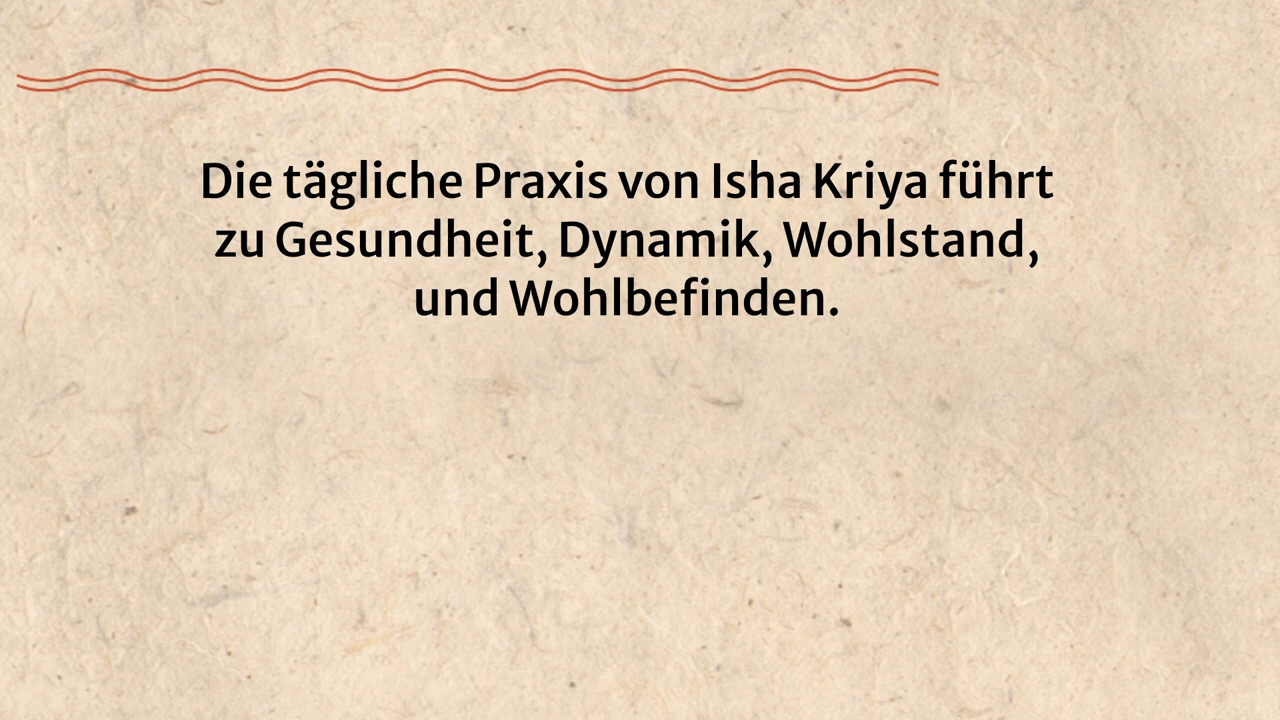 Die tägliche Praxis von Isha Kriya führt
zu Gesundheit, Dynamik, Wohlstand,
und Wohlbefinden.